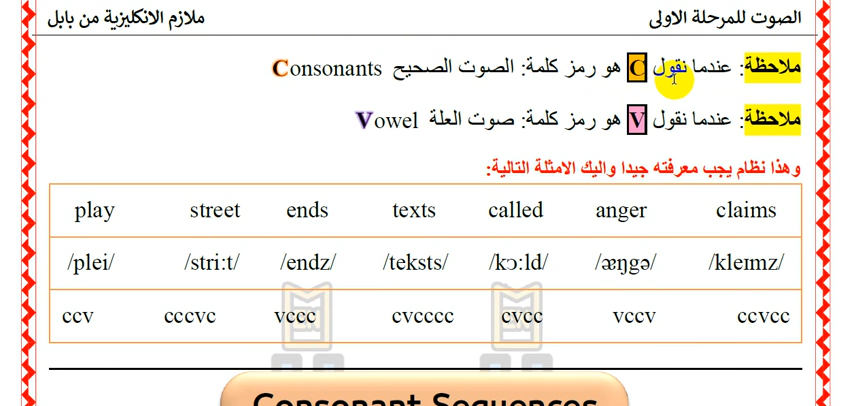 الصوت للمرحلة الاولى
ملازم الانكليزية من بابل
ملاحظة: عندما نقول C هو رمز كلمة: الصوت الصحيح Consonants
ملاحظة: عندما نقول V هو رمز كلمة: صوت العلة Vowel
وهذا نظام يجب معرفته جيدا واليك الامثلة التالية:
play street ends texts called anger claims
/plei/ /stri:t/ /endz/ /teksts/ /kɔ:ld/ /æŋgə/ /kleɪmz/
ccv cccvc vccc cvcccc cvcc vccv ccvcc
Consonant Sequences